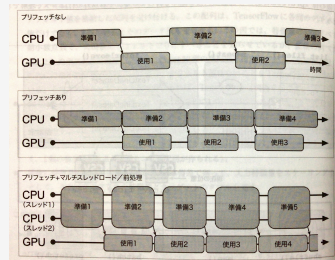 プリフェッチなし
CPU 準備1 準備2 準備3
GPU 使用1 使用2
時間
プリフェッチあり
CPU 準備1 準備2 準備3 準備4
GPU 使用1 使用2 使用3
プリフェッチ+マルチスレッドロード/前処理
CPU
(スレッド1)
準備1 準備2 準備3 準備4 準備5
CPU
(スレッド2)
GPU 使用1 使用2 使用3 使用4